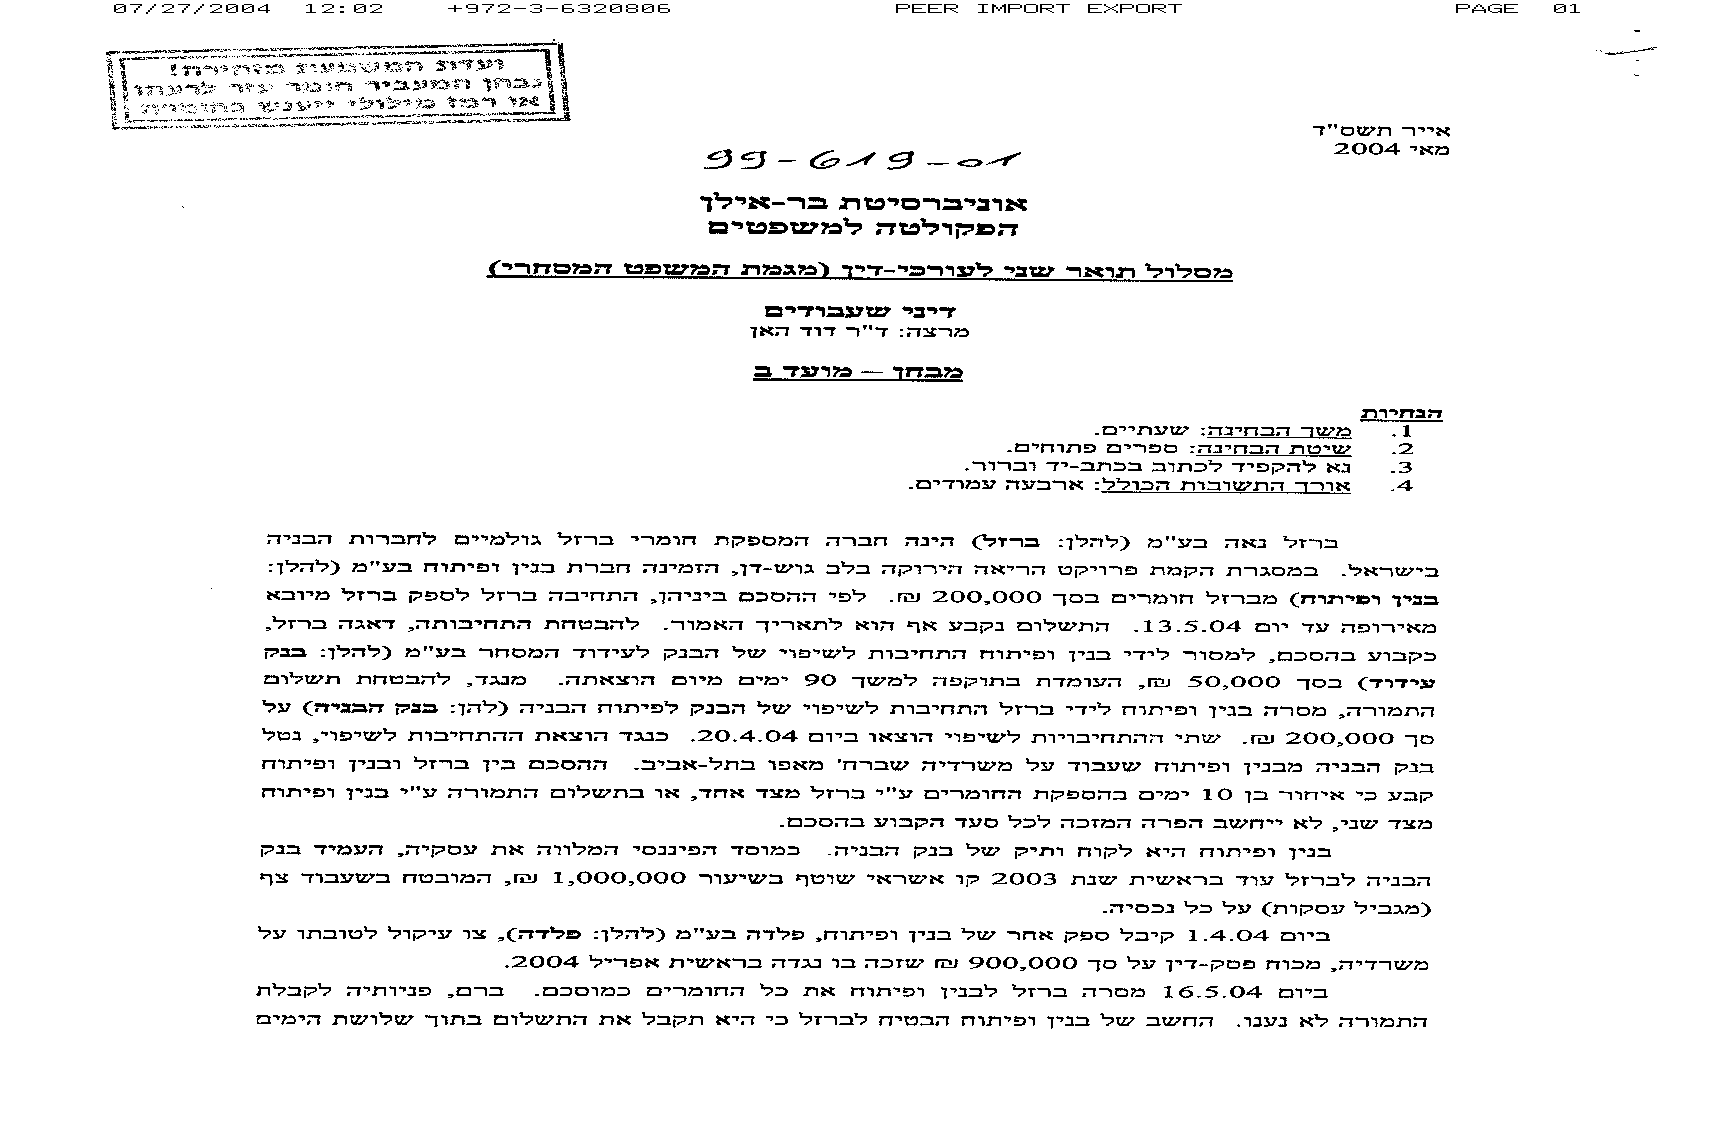 07/27/2004 12:02 +972-3-6320806 PEER IMPORT EXPORT PAGE 01
ועדות המשמעת מזהירות!
נבחן המעביר חומר עזר לרעהו
או רמז מילולי ייענש בחומרה
אייר תשס"ד
מאי 2004
99-619-01
אוניברסיטת בר-אילן
הפקולטה למשפטים
מסלול תואר שני לעורכי-דין (מגמת המשפט המסחרי)
דיני שעבודים
מרצה: ד"ר דוד האן
מבחן – מועד ב
הנחיות
1. משך הבחינה: שעתיים.
2. שיטת הבחינה: ספרים פתוחים.
3. נא להקפיד לכתוב בכתב-יד וברור.
4. אורך התשובות הכולל: ארבעה עמודים.
ברזל נאה בע"מ (להלן: ברזל) הינה חברה המספקת חומרי ברזל גולמיים לחברות הבניה
בישראל. במסגרת הקמת פרויקט הריאה הירוקה בלב גוש-דן, הזמינה חברת בנין ופיתוח בע"מ (להלן:
בנין ופיתוח) מברזל חומרים בסך 200,000 ₪. לפי ההסכם ביניהן, התחיבה ברזל לספק ברזל מיובא
מאירופה עד יום 13.5.04. התשלום נקבע אף הוא לתאריך האמור. להבטחת התחיבותה, דאגה ברזל,
כקבוע בהסכם, למסור לידי בנין ופיתוח התחיבות לשיפוי של הבנק לעידוד המסחר בע"מ (להלן: בנק
עידוד) בסך 50,000 ₪, העומדת בתוקפה למשך 90 ימים מיום הוצאתה. מנגד, להבטחת תשלום
התמורה, מסרה בנין ופיתוח לידי ברזל התחיבות לשיפוי של הבנק לפיתוח הבניה (להן: בנק הבניה) על
סך 200,000 ₪. שתי ההתחיבויות לשיפוי הוצאו ביום 20.4.04. כנגד הוצאת ההתחיבות לשיפוי, נטל
בנק הבניה מבנין ופיתוח שעבוד על משרדיה שברח' מאפו בתל-אביב. ההסכם בין ברזל ובנין ופיתוח
קבע כי איחור בן 10 ימים בהספקת החומרים ע"י ברזל מצד אחד, או בתשלום התמורה ע"י בנין ופיתוח
מצד שני, לא ייחשב הפרה המזכה לכל סעד הקבוע בהסכם.
בנין ופיתוח היא לקוח ותיק של בנק הבניה. כמוסד הפיננסי המלווה את עסקיה, העמיד בנק
הבניה לברזל עוד בראשית שנת 2003 קו אשראי שוטף בשיעור 1,000,000 ₪, המובטח בשעבוד צף
(מגביל עסקות) על כל נכסיה.
ביום 1.4.04 קיבל ספק אחר של בנין ופיתוח, פלדה בע"מ (להלן: פלדה), צו עיקול לטובתו על
משרדיה, מכוח פסק-דין על סך 900,000 ₪ שזכה בו נגדה בראשית אפריל 2004.
ביום 16.5.04 מסרה ברזל לבנין ופיתוח את כל החומרים כמוסכם. ברם, פניותיה לקבלת
התמורה לא נענו. החשב של בנין ופיתוח הבטיח לברזל כי היא תקבל את התשלום בתוך שלושת הימים